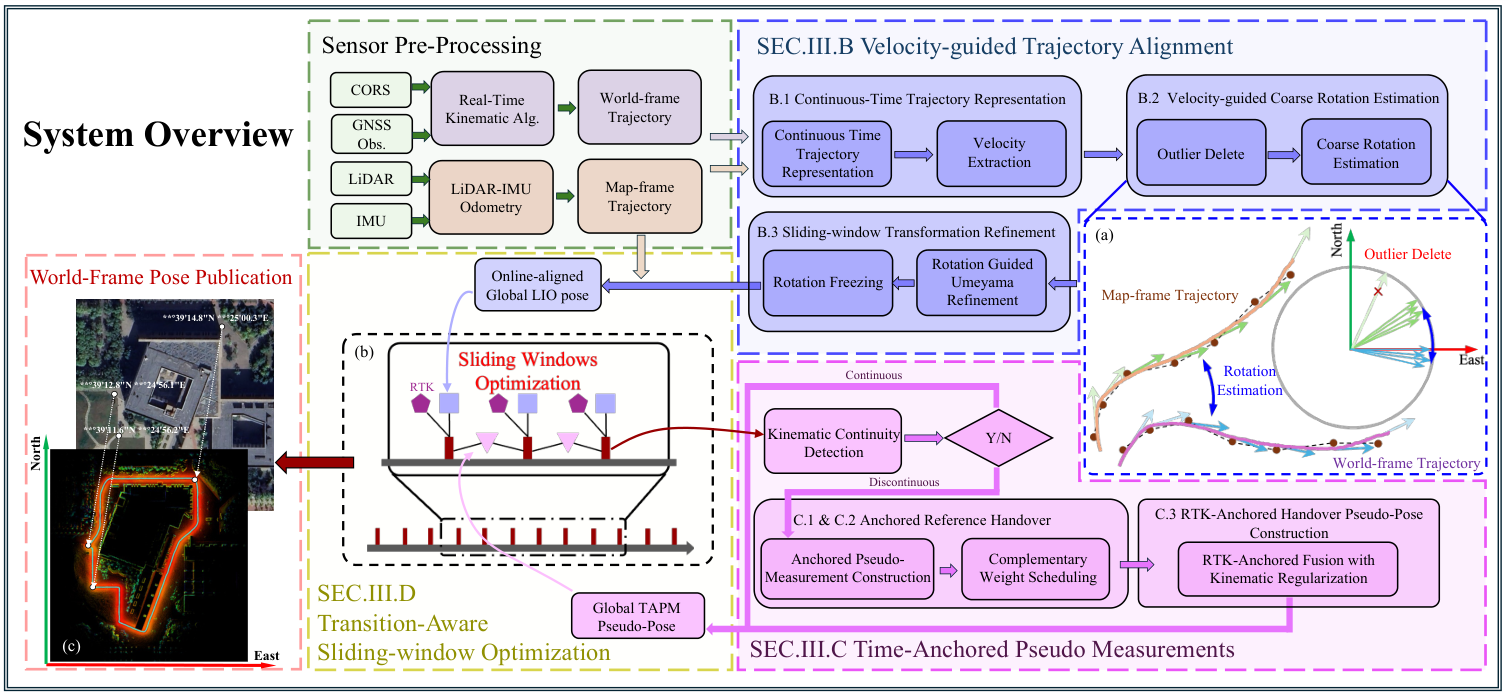 System Overview
Sensor Pre-Processing
CORS
GNSS
Obs.
LiDAR
IMU
Real-Time
Kinematic Alg.
World-frame
Trajectory
LiDAR-IMU
Odometry
Map-frame
Trajectory
SEC.III.B Velocity-guided Trajectory Alignment
B.1 Continuous-Time Trajectory Representation
Continuous Time
Trajectory
Representation
Velocity
Extraction
B.2 Velocity-guided Coarse Rotation Estimation
Outlier Delete
Coarse Rotation
Estimation
B.3 Sliding-window Transformation Refinement
Rotation Freezing
Rotation Guided
Umeyama
Refinement
(a)
North
Outlier Delete
Map-frame Trajectory
East
Rotation
Estimation
World-frame Trajectory
World-Frame Pose Publication
**°39'14.8"N **°25'00.3"E
**°39'12.8"N **°24'56.1"E
**°39'11.6"N **°24'56.2"E
North
(c)
East
Online-aligned
Global LIO pose
(b)
Sliding Windows
Optimization
RTK
Global TAPM
Pseudo-Pose
SEC.III.D
Transition-Aware
Sliding-window Optimization
Continuous
Kinematic Continuity
Detection
Y/N
Discontinuous
C.1 & C.2 Anchored Reference Handover
Anchored Pseudo-
Measurement Construction
Complementary
Weight Scheduling
C.3 RTK-Anchored Handover Pseudo-Pose
Construction
RTK-Anchored Fusion with
Kinematic Regularization
SEC.III.C Time-Anchored Pseudo Measurements